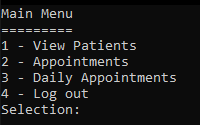 Main Menu
=========
1 - View Patients
2 - Appointments
3 - Daily Appointments
4 - Log out
Selection: